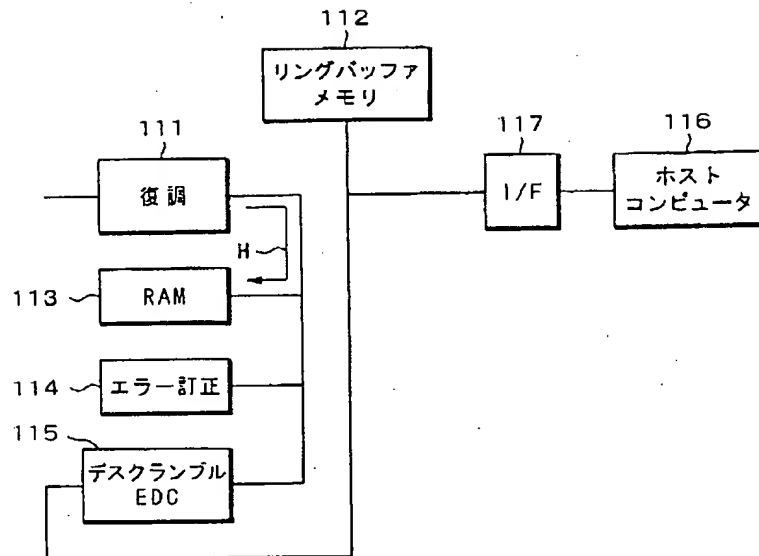 112
リングバッファ
メモリ
111
復調
117
I/F
116
ホスト
コンピュータ
H
113
RAM
114
エラー訂正
115
デスクランブル
EDC